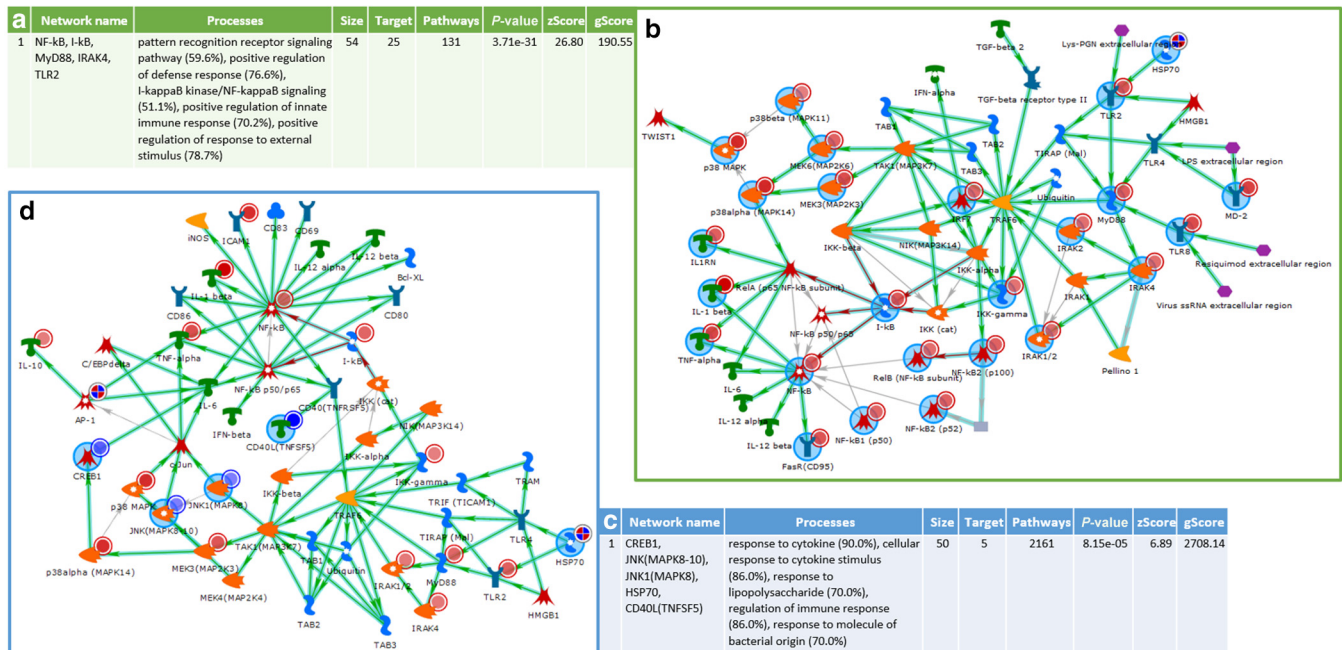 a
Network name Processes Size Target Pathways P-value zScore gScore
1 NF-kB, I-kB, pattern recognition receptor signaling 54 25 131 3.71e-31 26.80 190.55
MyD88, IRAK4, pathway (59.6%), positive regulation
TLR2 of defense response (76.6%),
I-kappaB kinase/NF-kappaB signaling
(51.1%), positive regulation of innate
immune response (70.2%), positive
regulation of response to external
stimulus (78.7%)
b
TGF-beta 2
Lys-PGN extracellular region
HSP70
IFN-alpha
TGF-beta receptor type II
p38beta (MAPK11)
TWIST1
TAB1
TLR2
HMGB1
TAB2
TIRAP (Mal)
TLR4
p38 MAPK
MEK6(MAP2K6)
TAK1(MAP3K7)
TAB3
LPS extracellular region
Ubiquitin
p38alpha (MAPK14)
MEK3(MAP2K3)
IRF7
TRAF6
MyD88
MD-2
IKK-beta
NIK(MAP3K14)
IRAK2
TLR8
Resiquimod extracellular region
IL1RN
IKK-alpha
RelA (p65 NF-kB subunit)
IRAK1
IRAK4
Virus ssRNA extracellular region
IL-1 beta
I-kB
IKK (cat)
IKK-gamma
NF-kB p50/p65
TNF-alpha
IRAK1/2
Pellino 1
RelB (NF-kB subunit)
NF-kB2 (p100)
IL-6
NF-kB
IL-12 alpha
NF-kB1 (p50)
NF-kB2 (p52)
IL-12 beta
FasR(CD95)
d
iNOS
ICAM1
CD83
CD69
IL-12 alpha
IL-12 beta
Bcl-XL
IL-1 beta
CD86
NF-kB
CD80
IL-10
C/EBPdelta
TNF-alpha
I-kB
NF-kB p50/p65
AP-1
IL-6
CD40(TNFRSF5)
IKK (cat)
IFN-beta
CD40L(TNFSF5)
NIK(MAP3K14)
c-Jun
IKK-alpha
CREB1
IKK-gamma
TRAM
p38 MAPK
JNK1(MAPK8)
IKK-beta
TRIF (TICAM1)
JNK(MAPK8-10)
TRAF6
TIRAP (Mal)
TLR4
TAK1(MAP3K7)
TAB1
HSP70
p38alpha (MAPK14)
MEK3(MAP2K3)
Ubiquitin
IRAK1/2
MyD88
TLR2
MEK4(MAP2K4)
HMGB1
TAB2
IRAK4
TAB3
c
Network name Processes Size Target Pathways P-value zScore gScore
1 CREB1, response to cytokine (90.0%), cellular 50 5 2161 8.15e-05 6.89 2708.14
JNK(MAPK8-10), response to cytokine stimulus
JNK1(MAPK8), (86.0%), response to
HSP70, lipopolysaccharide (70.0%),
CD40L(TNFSF5) regulation of immune response
(86.0%), response to molecule of
bacterial origin (70.0%)